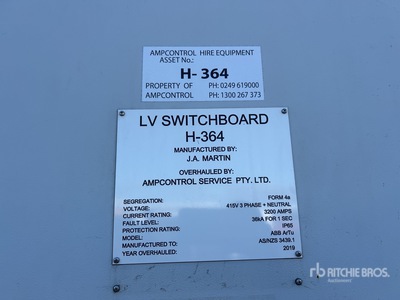 AMPCONTROL HIRE EQUIPMENT
ASSET No.:
H- 364
PROPERTY OF PH: 0249 619000
AMPCONTROL PH: 1300 267 373
LV SWITCHBOARD
H-364
MANUFACTURED BY:
J.A. MARTIN
OVERHAULED BY:
AMPCONTROL SERVICE PTY. LTD.
SEGREGATION: FORM 4a
VOLTAGE: 415V 3 PHASE + NEUTRAL
CURRENT RATING: 3200 AMPS
FAULT LEVEL: 36kA FOR 1 SEC
PROTECTION RATING: IP65
MODEL: ABB ArTu
MANUFACTURED TO: AS/NZS 3439.1
YEAR OVERHAULED: 2019
rb RITCHIE BROS.
Auctioneers